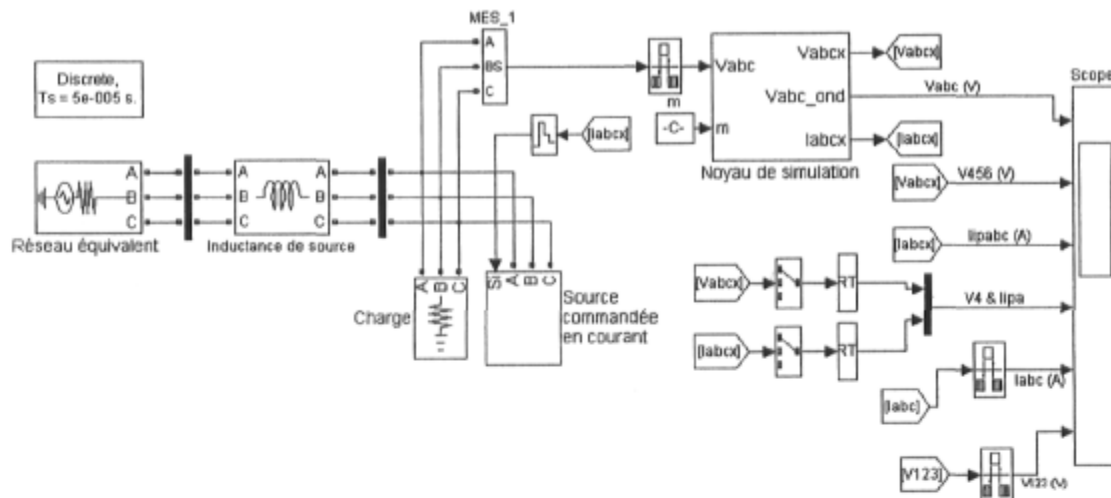 MES_1
A
BS
C
Discrete,
Ts = 5e-005 s.
m
Vabc
m
-C-
Vabcx
Vabc_ond
Iabcx
Noyau de simulation
[Vabcx]
Vabc (V)
[Iabcx]
Scope
[Iabcx]
A
B
C
Réseau équivalent
A
B
C
A
B
C
Inductance de source
[Vabcx]
V456 (V)
[Iabcx]
Iipabc (A)
A
B
C
Charge
SI
A
B
C
Source
commandée
en courant
[Vabcx]
RT
V4 & Iipa
[Iabcx]
RT
[Iabc]
Iabc (A)
[V123]
V123 (V)